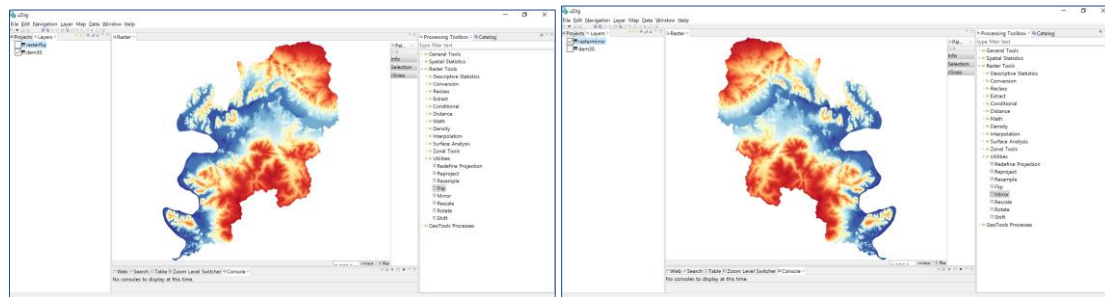 uDig
File Edit Navigation Layer Map Data Window Help
Projects Layers
rasterflip
dem30
Raster
Pal...
Info
Selection
Processing Toolbox Catalog
type filter text
General Tools
Spatial Statistics
Raster Tools
Descriptive Statistics
Conversion
Reclass
Extract
Conditional
Distance
Math
Density
Interpolation
Surface Analysis
Zonal Tools
Utilities
Redefine Projection
Reproject
Resample
Flip
Mirror
Rescale
Rotate
Shift
GeoTools Processes
Web Search Table Zoom Level Switcher Console
No consoles to display at this time.
uDig
File Edit Navigation Layer Map Data Window Help
Projects Layers
rastermirror
dem30
Raster
Pal...
Info
Selection
Processing Toolbox Catalog
type filter text
General Tools
Spatial Statistics
Raster Tools
Descriptive Statistics
Conversion
Reclass
Extract
Conditional
Distance
Math
Density
Interpolation
Surface Analysis
Zonal Tools
Utilities
Redefine Projection
Reproject
Resample
Flip
Mirror
Rescale
Rotate
Shift
GeoTools Processes
Web Search Table Zoom Level Switcher Console
No consoles to display at this time.